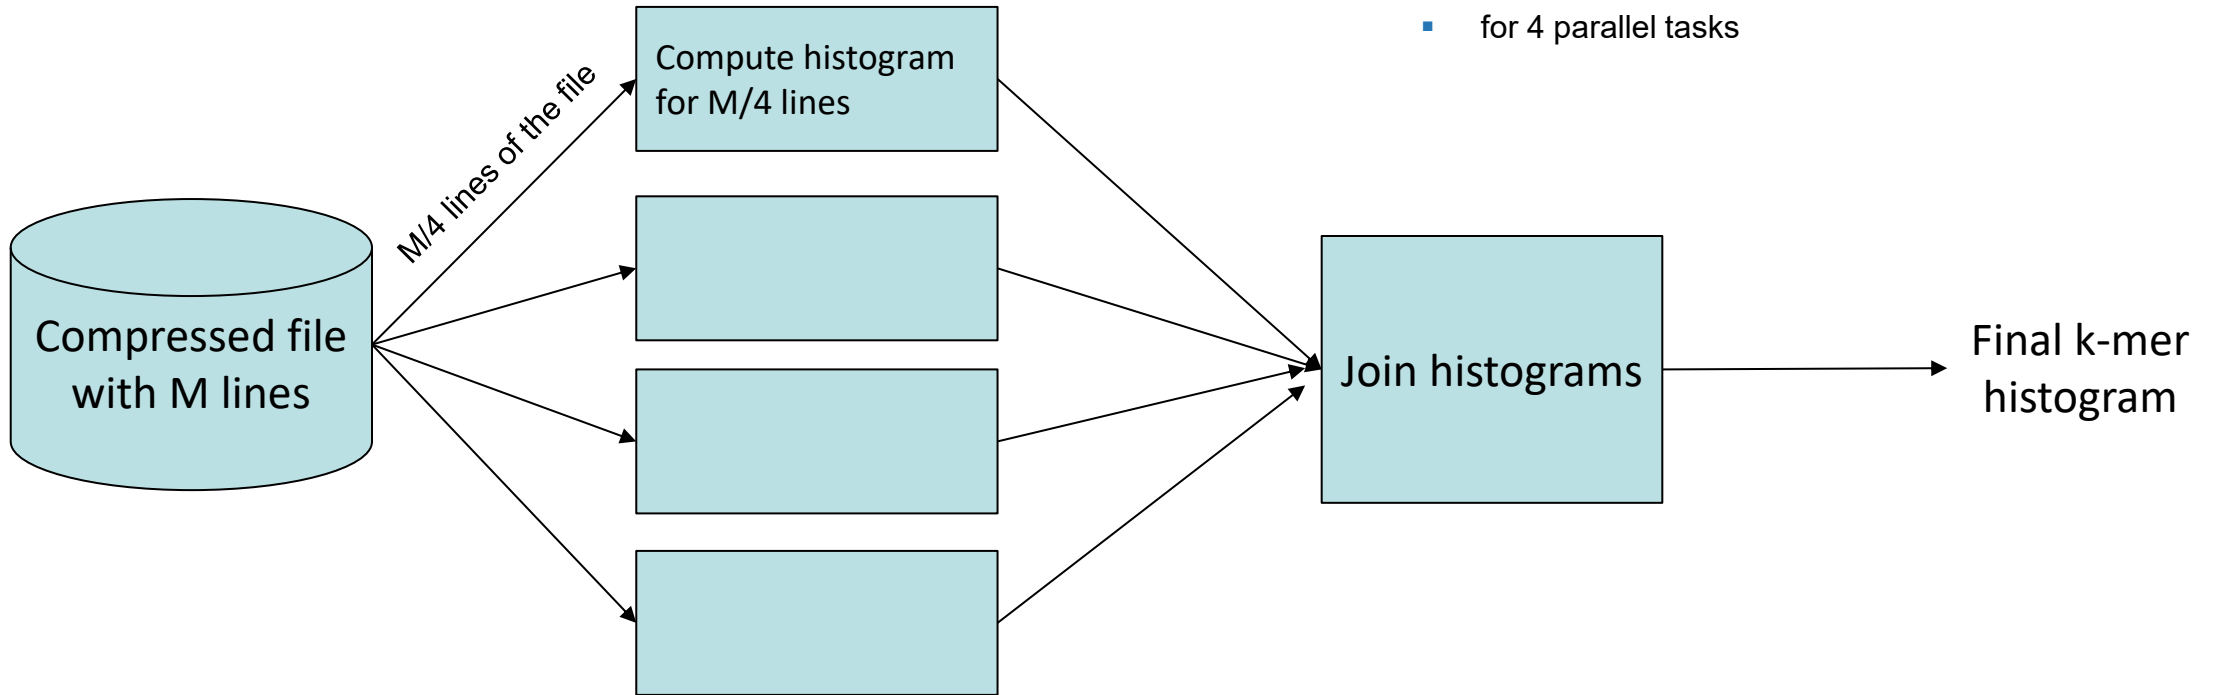 for 4 parallel tasks
Compute histogram
for M/4 lines
M/4 lines of the file
Compressed file
with M lines
Join histograms
Final k-mer
histogram